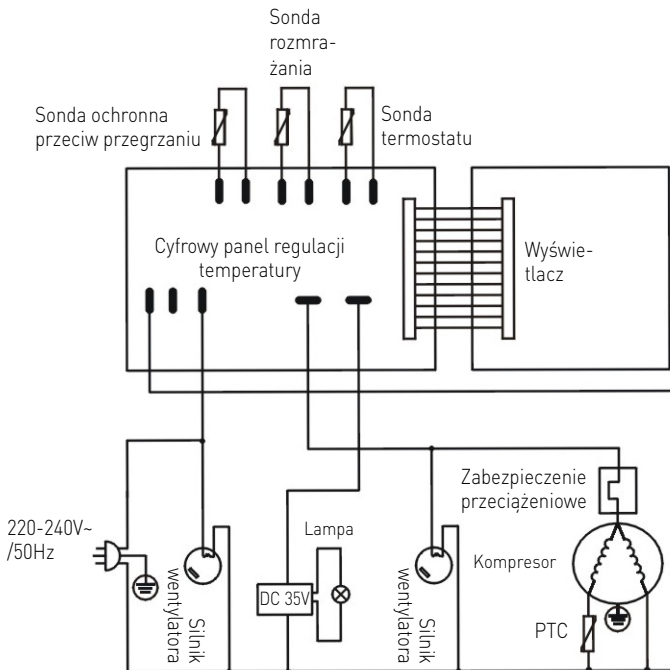 Sonda
rozmra-
żania
Sonda ochronna
przeciw przegrzaniu
Sonda
termostatu
Cyfrowy panel regulacji
temperatury
Wyświe-
tlacz
Zabezpieczenie
przeciążeniowe
220-240V~
/50Hz
Silnik
wentylatora
DC 35V
Lampa
Silnik
wentylatora
Kompresor
PTC